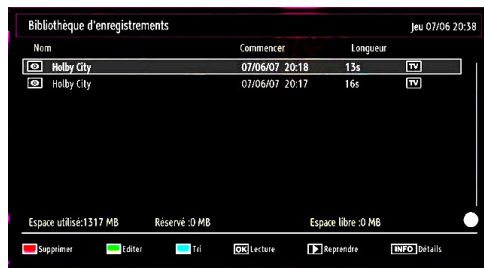 Bibliothèque d'enregistrements Jeu 07/06 20:38
Nom Commencer Longueur
Holby City 07/06/07 20:18 13s TV
Holby City 07/06/07 20:17 16s TV
Espace utilisé:1317 MB Réservé :0 MB Espace libre :0 MB
Supprimer Editer Tri OK Lecture Reprendre INFO Détails